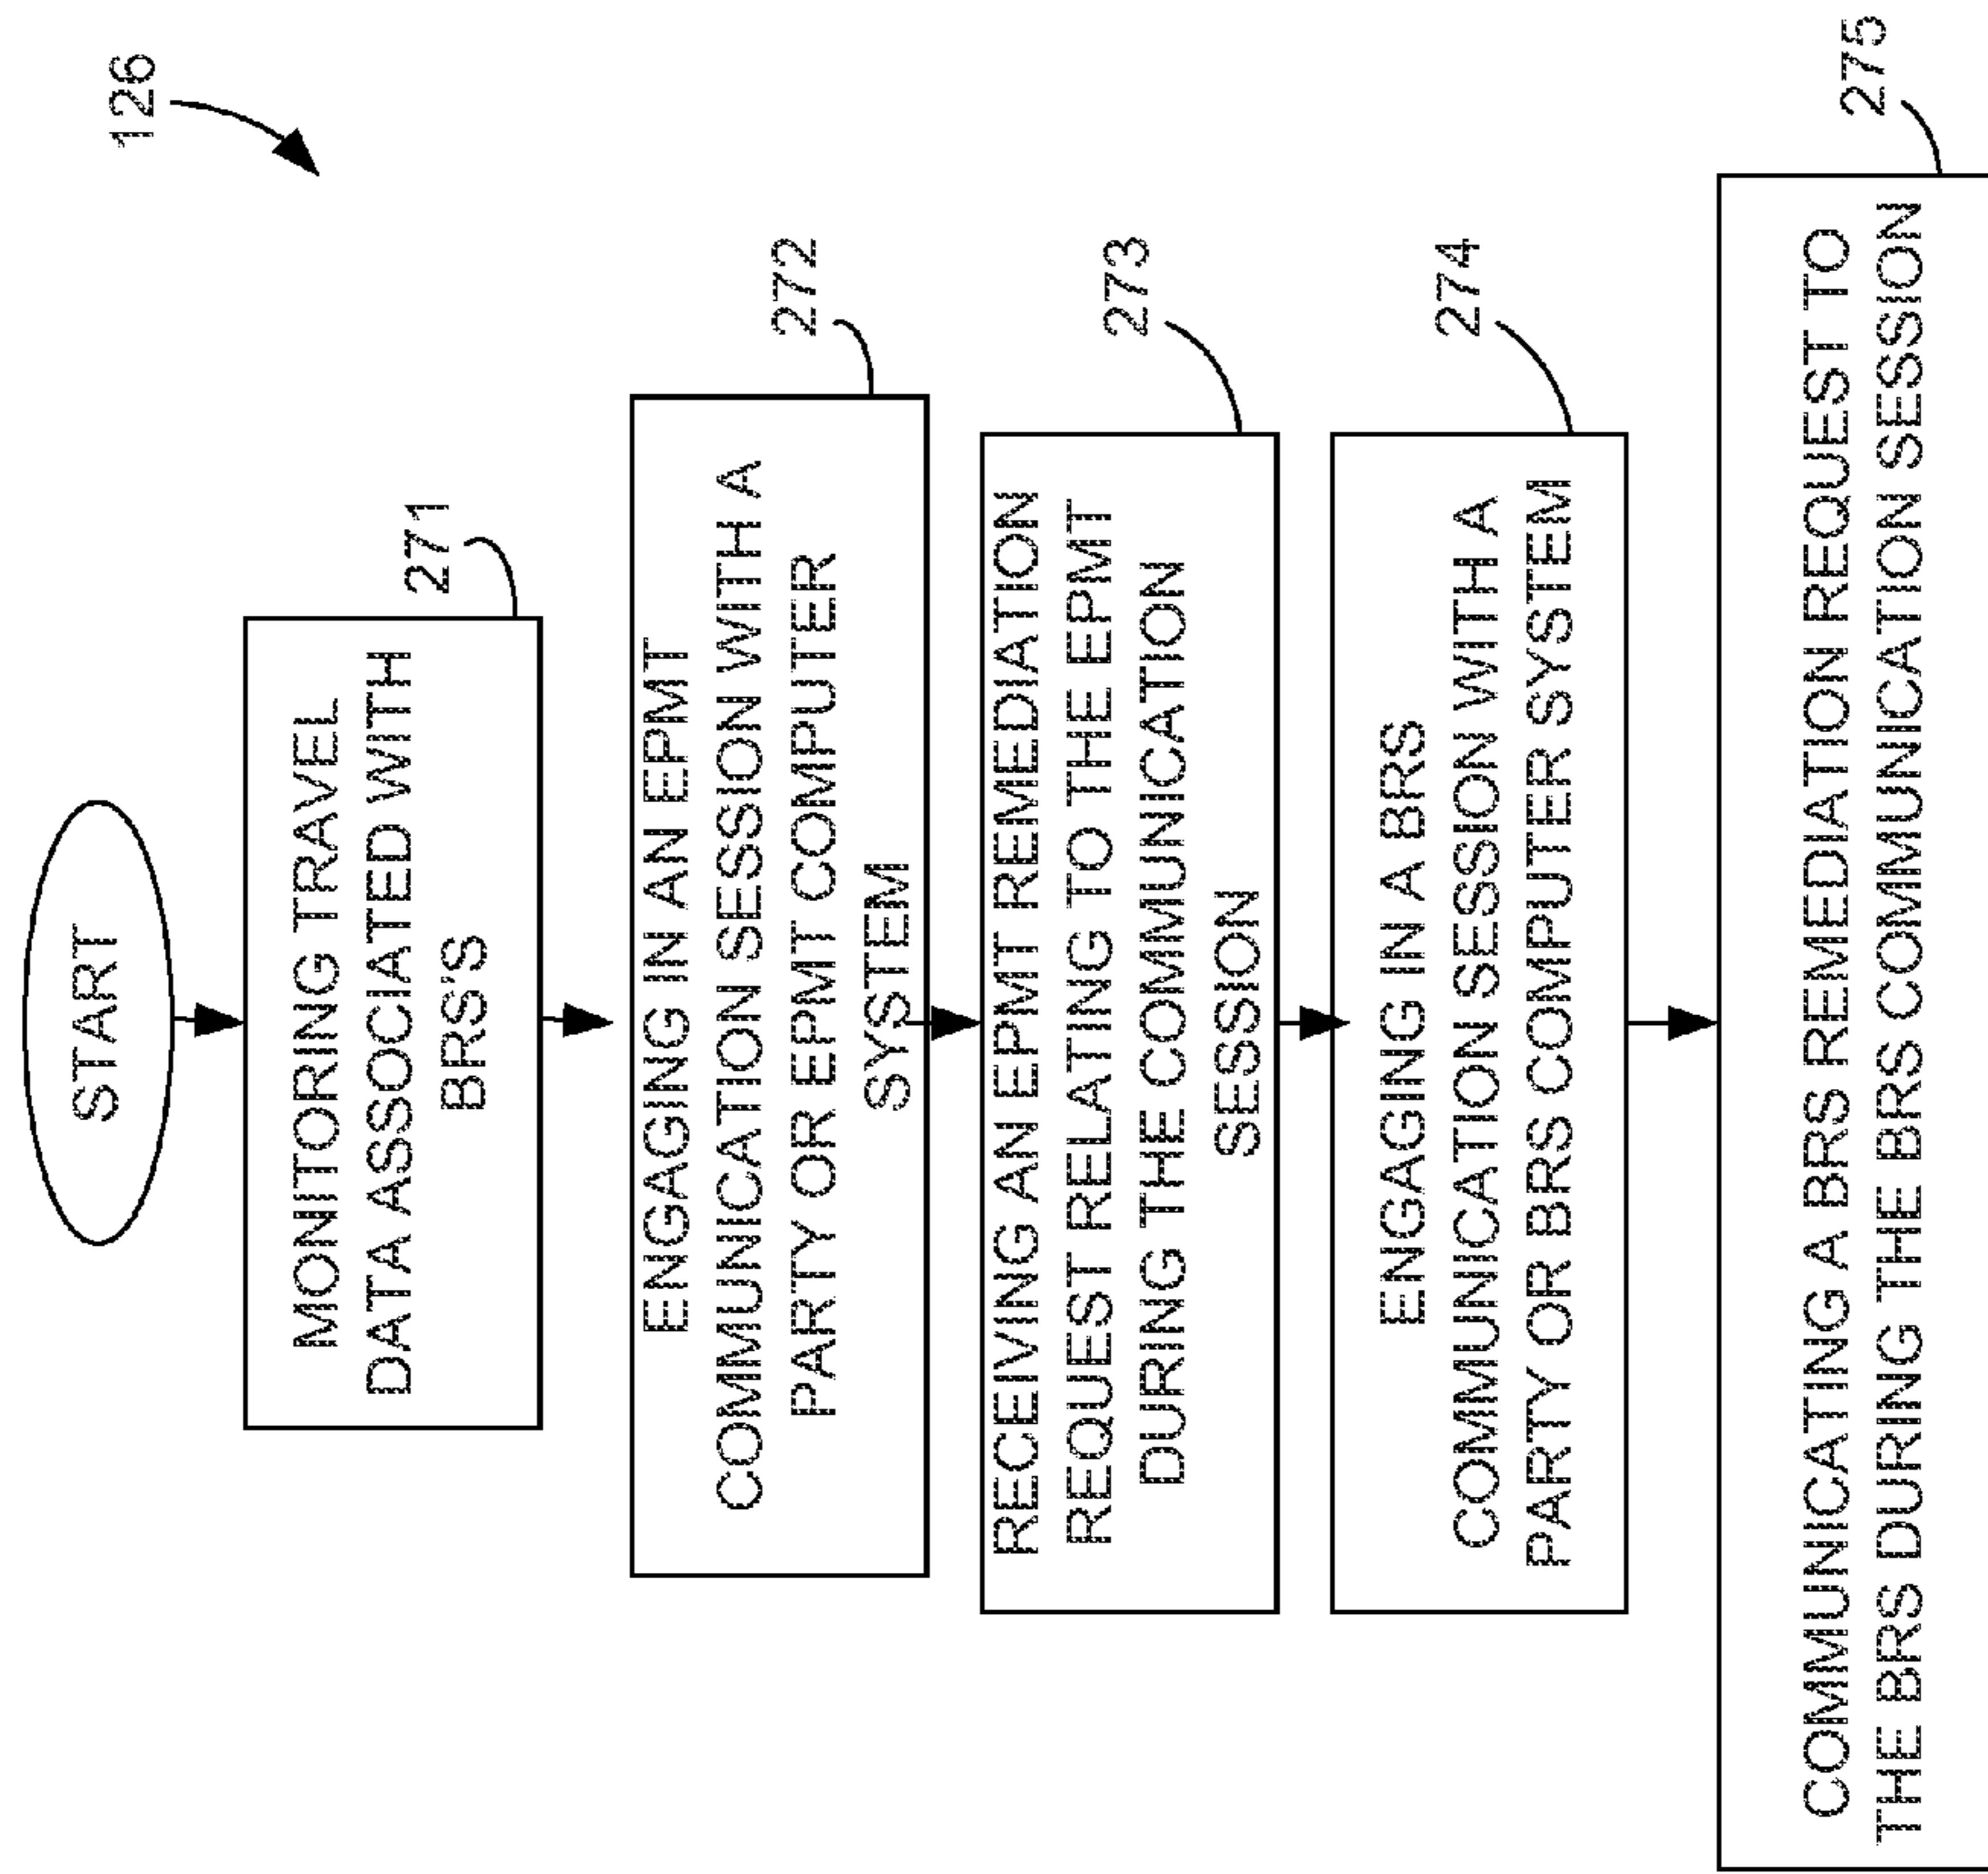 126
START
MONITORING TRAVEL
DATA ASSOCIATED WITH
BRS'S
271
ENGAGING IN AN EPMT
COMMUNICATION SESSION WITH A
PARTY OR EPMT COMPUTER
SYSTEM
272
RECEIVING AN EPMT REMEDIATION
REQUEST RELATING TO THE EPMT
DURING THE COMMUNICATION
SESSION
273
ENGAGING IN A BRS
COMMUNICATION SESSION WITH A
PARTY OR BRS COMPUTER SYSTEM
274
COMMUNICATING A BRS REMEDIATION REQUEST TO
THE BRS DURING THE BRS COMMUNICATION SESSION
275